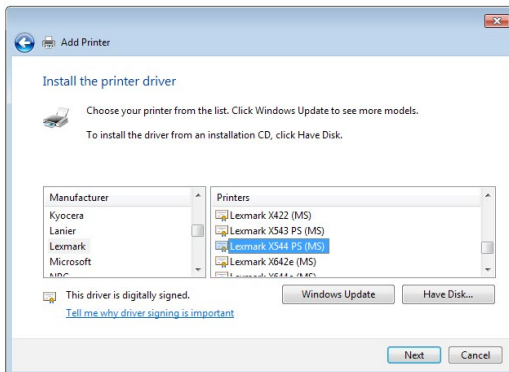 Add Printer
Install the printer driver
Choose your printer from the list. Click Windows Update to see more models.
To install the driver from an installation CD, click Have Disk.
Manufacturer
Kyocera
Lanier
Lexmark
Microsoft
Printers
Lexmark X422 (MS)
Lexmark X543 PS (MS)
Lexmark X544 PS (MS)
Lexmark X642e (MS)
This driver is digitally signed.
Tell me why driver signing is important
Windows Update
Have Disk...
Next
Cancel